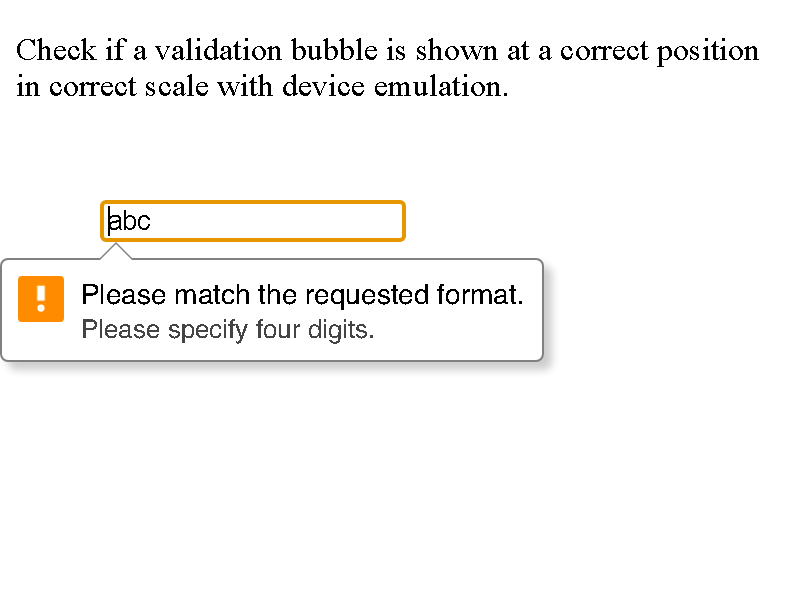 Check if a validation bubble is shown at a correct position
in correct scale with device emulation.
abc
Please match the requested format.
Please specify four digits.